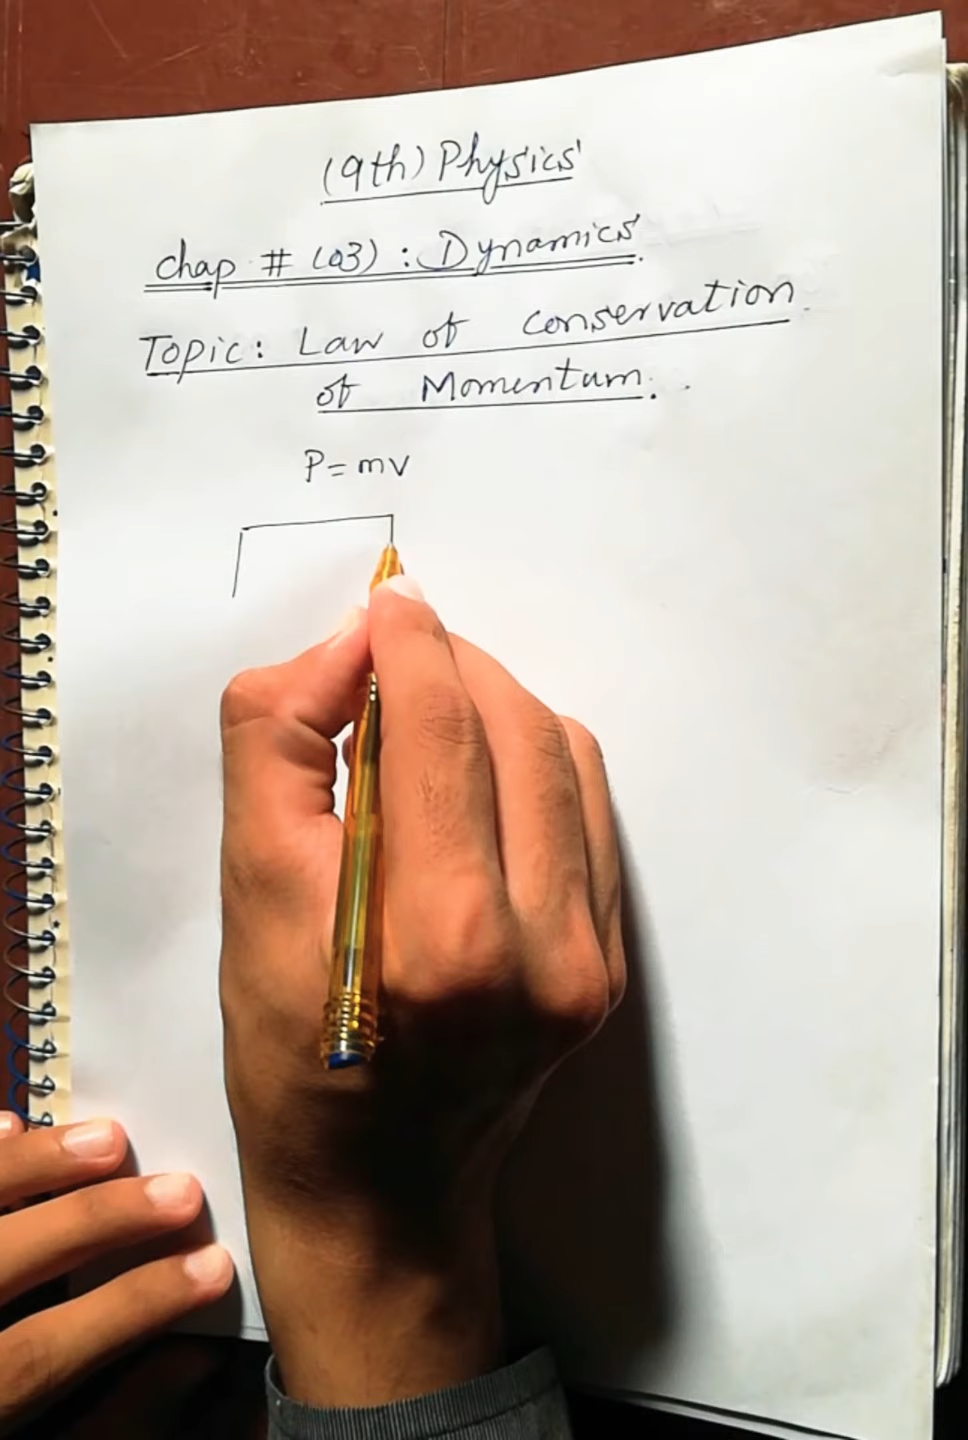 (9th) Physics
Chap # (03) : Dynamics.
Topic: Law of conservation
of Momentum.
P = mv